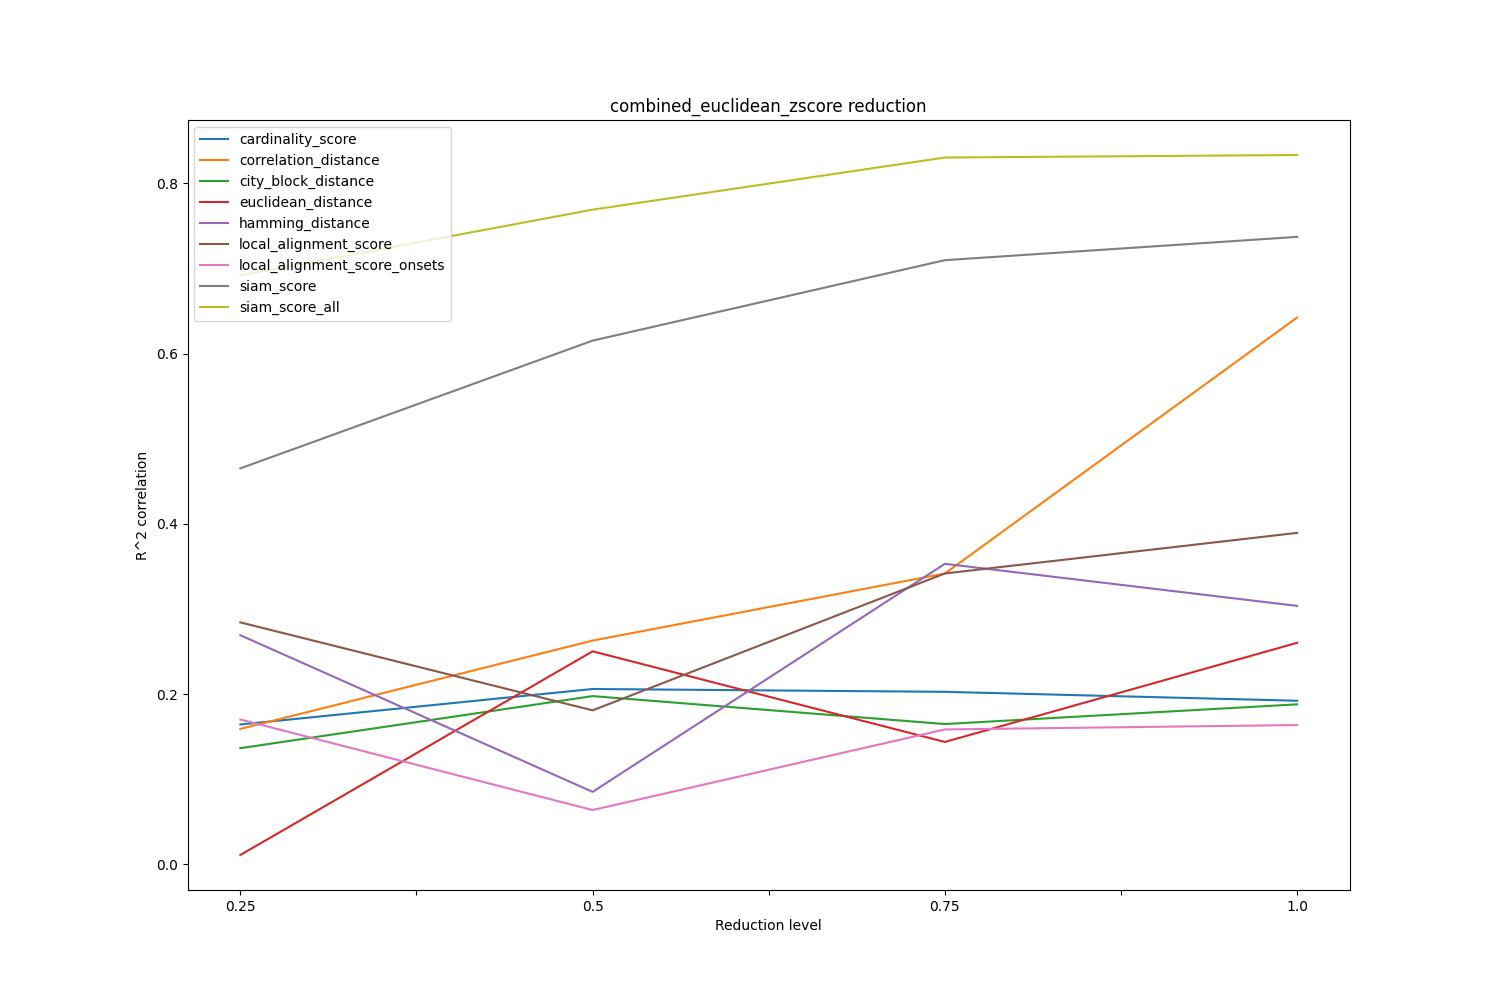 combined_euclidean_zscore reduction
cardinality_score
correlation_distance
city_block_distance
euclidean_distance
hamming_distance
local_alignment_score
local_alignment_score_onsets
siam_score
siam_score_all
0.8
0.6
0.4
0.2
0.0
R^2 correlation
0.25 0.5 0.75 1.0
Reduction level